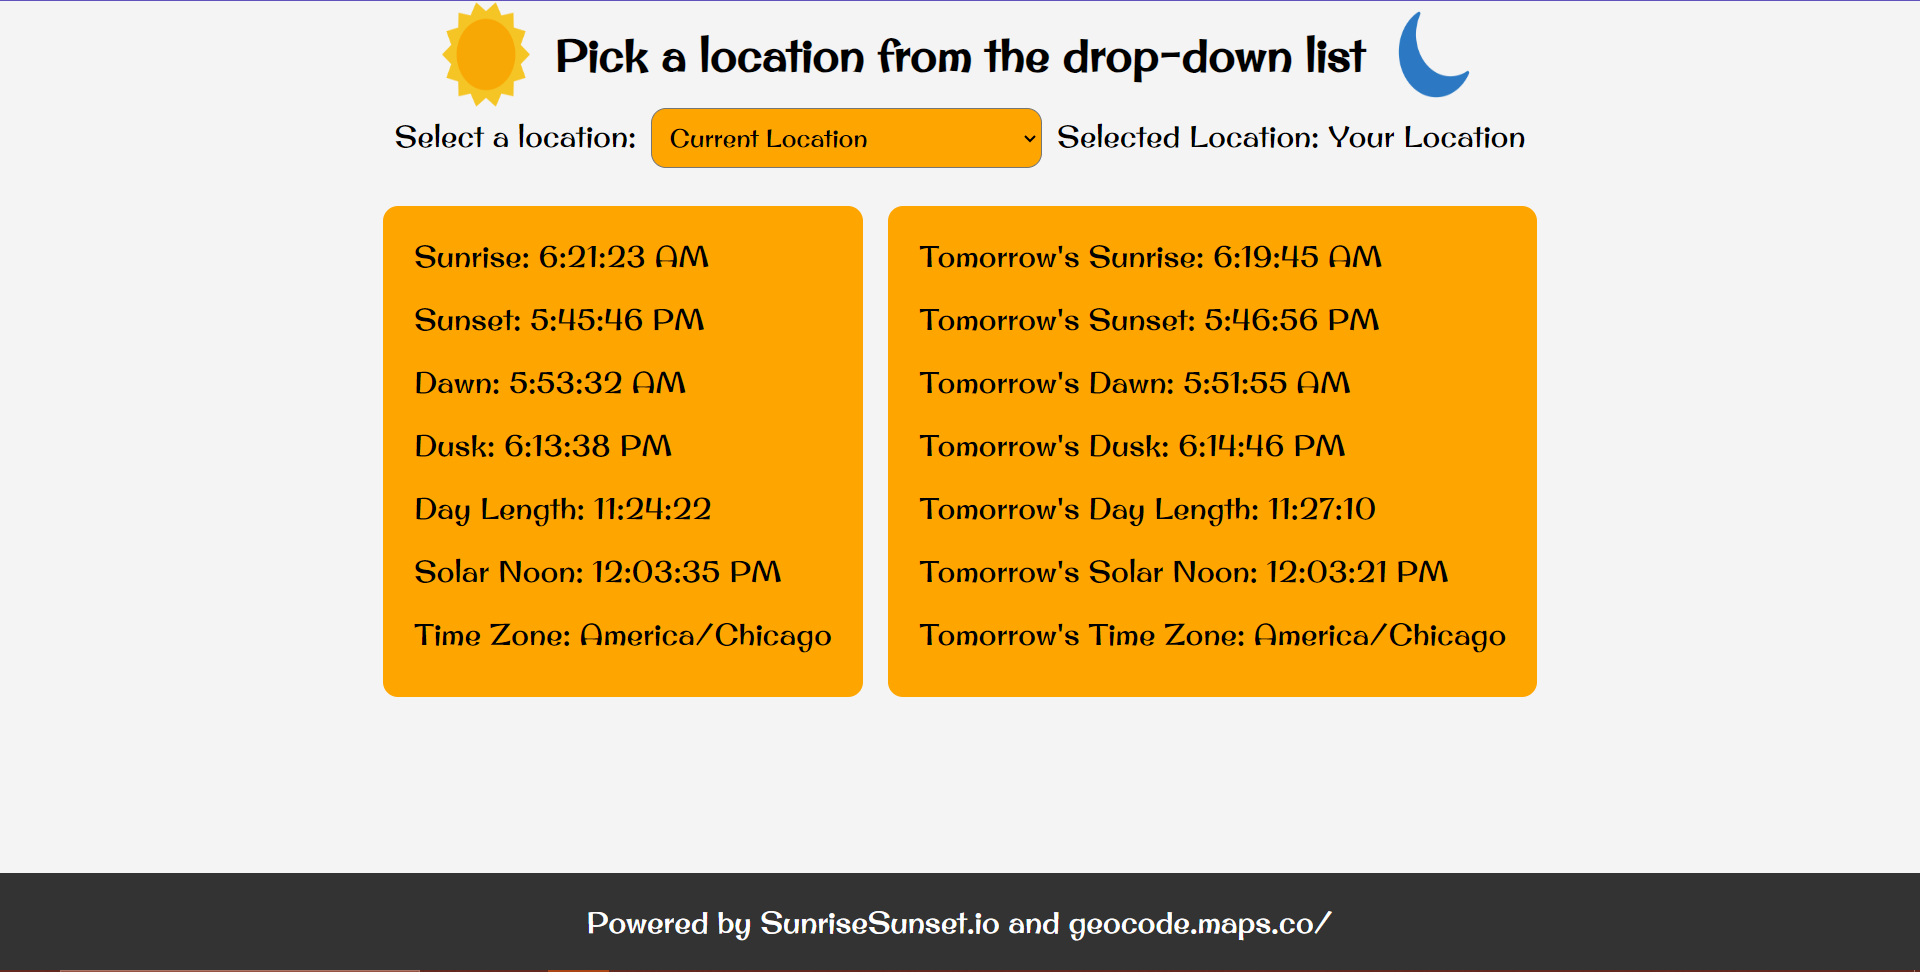 Pick a location from the drop-down list
Select a location: Current Location Selected Location: Your Location
Sunrise: 6:21:23 AM
Sunset: 5:45:46 PM
Dawn: 5:53:32 AM
Dusk: 6:13:38 PM
Day Length: 11:24:22
Solar Noon: 12:03:35 PM
Time Zone: America/Chicago
Tomorrow's Sunrise: 6:19:45 AM
Tomorrow's Sunset: 5:46:56 PM
Tomorrow's Dawn: 5:51:55 AM
Tomorrow's Dusk: 6:14:46 PM
Tomorrow's Day Length: 11:27:10
Tomorrow's Solar Noon: 12:03:21 PM
Tomorrow's Time Zone: America/Chicago
Powered by SunriseSunset.io and geocode.maps.co/